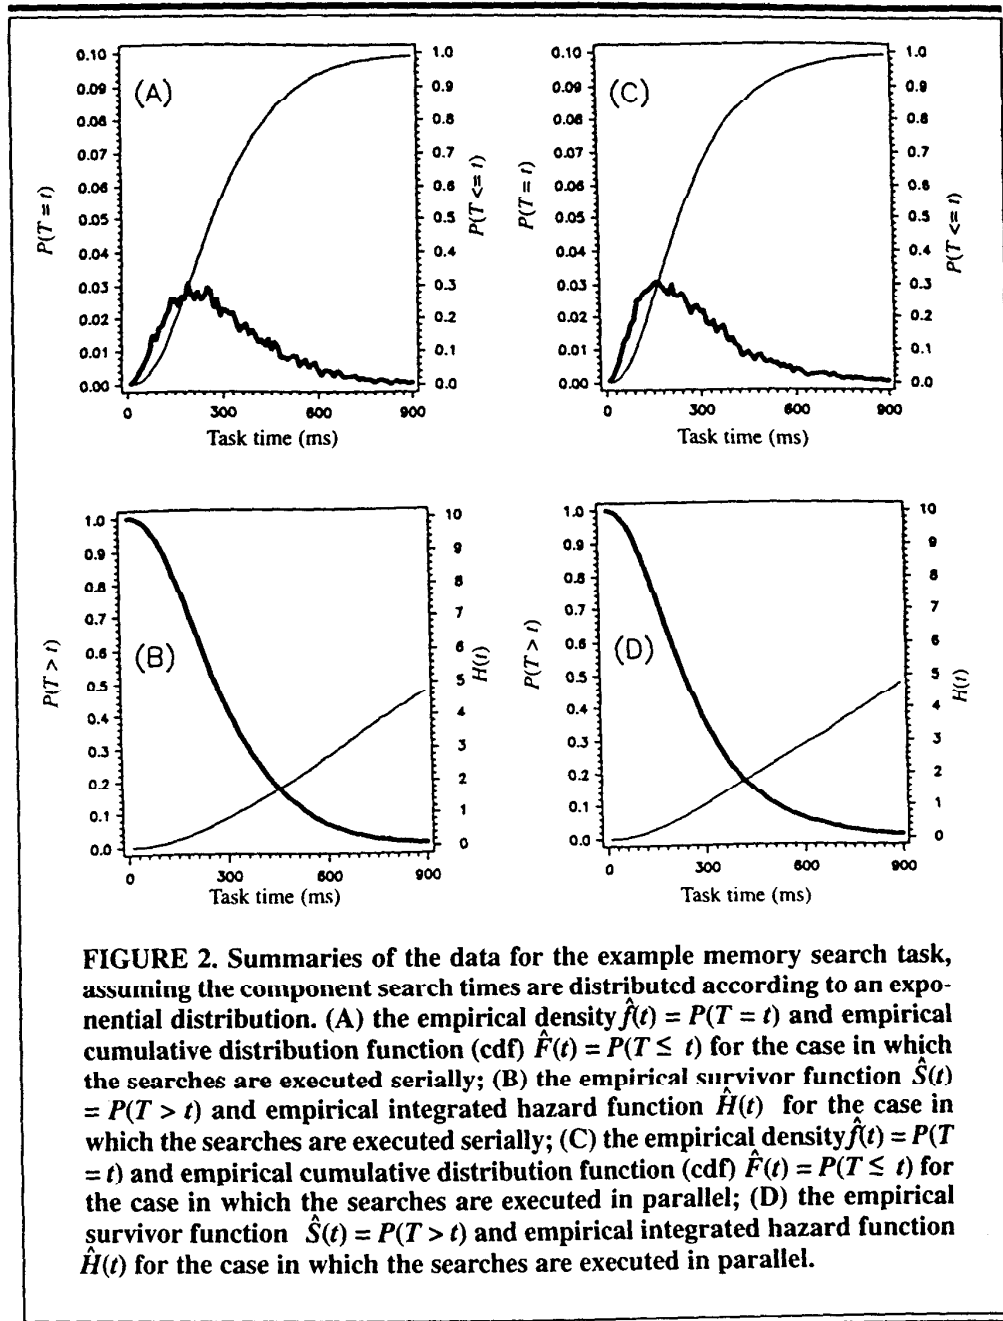 0.10
0.09
0.08
0.07
0.06
0.05
0.04
0.03
0.02
0.01
0.00
P(T = t)
(A)
1.0
0.9
0.8
0.7
0.6
0.5
0.4
0.3
0.2
0.1
0.0
P(T <= t)
0 300 600 900
Task time (ms)
0.10
0.09
0.08
0.07
0.06
0.05
0.04
0.03
0.02
0.01
0.00
P(T = t)
(C)
1.0
0.9
0.8
0.7
0.6
0.5
0.4
0.3
0.2
0.1
0.0
P(T <= t)
0 300 600 900
Task time (ms)
1.0
0.9
0.8
0.7
0.6
0.5
0.4
0.3
0.2
0.1
0.0
P(T > t)
(B)
10
9
8
7
6
5
4
3
2
1
0
H(t)
0 300 600 900
Task time (ms)
1.0
0.9
0.8
0.7
0.6
0.5
0.4
0.3
0.2
0.1
0.0
P(T > t)
(D)
10
9
8
7
6
5
4
3
2
1
0
H(t)
0 300 600 900
Task time (ms)
FIGURE 2. Summaries of the data for the example memory search task,
assuming the component search times are distributed according to an expo-
nential distribution. (A) the empirical density f̂(t) = P(T = t) and empirical
cumulative distribution function (cdf) F̂(t) = P(T ≤ t) for the case in which
the searches are executed serially; (B) the empirical survivor function Ŝ(t)
= P(T > t) and empirical integrated hazard function Ĥ(t) for the case in
which the searches are executed serially; (C) the empirical density f̂(t) = P(T
= t) and empirical cumulative distribution function (cdf) F̂(t) = P(T ≤ t) for
the case in which the searches are executed in parallel; (D) the empirical
survivor function Ŝ(t) = P(T > t) and empirical integrated hazard function
Ĥ(t) for the case in which the searches are executed in parallel.